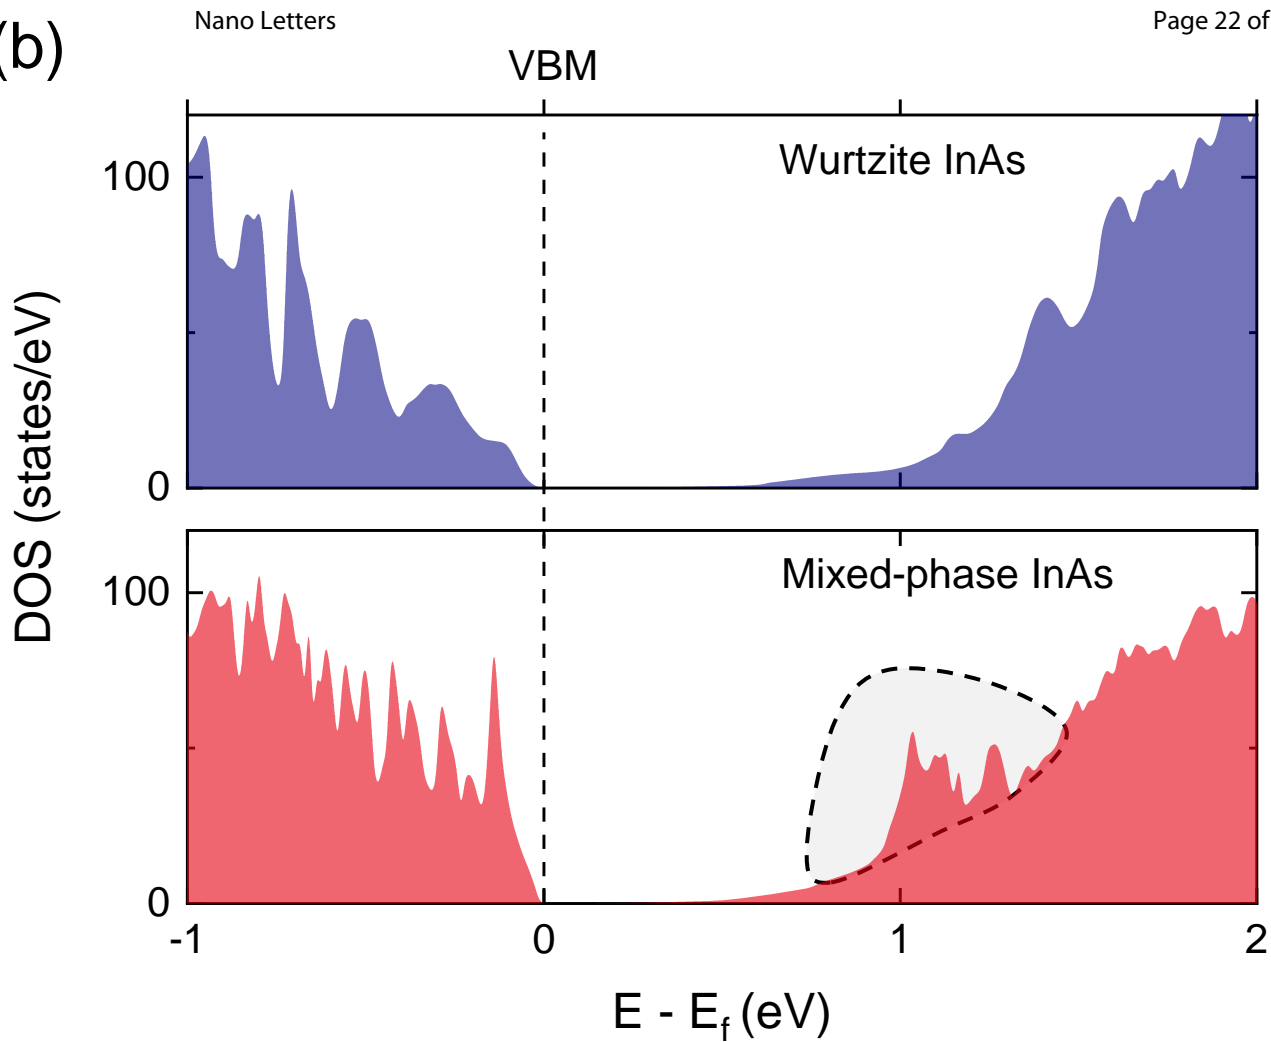 Nano Letters
Page 22 of
(b)
VBM
Wurtzite InAs
100
0
DOS (states/eV)
Mixed-phase InAs
100
0
-1 0 1 2
E - Ef (eV)